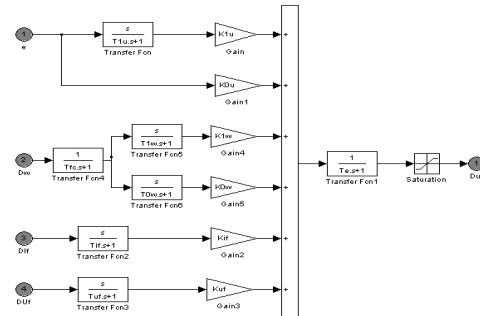 1
e
s
T1u.s+1
Transfer Fcn
K1u
Gain
+
K0u
Gain1
+
2
Dw
1
Tfc.s+1
Transfer Fcn4
s
T1w.s+1
Transfer Fcn5
K1w
Gain4
+
s
T0w.s+1
Transfer Fcn6
K0w
Gain5
+
3
DIf
s
Tif.s+1
Transfer Fcn2
Kif
Gain2
+
4
DUf
s
Tuf.s+1
Transfer Fcn3
Kuf
Gain3
+
1
Te.s+1
Transfer Fcn1
Saturation
1
Du